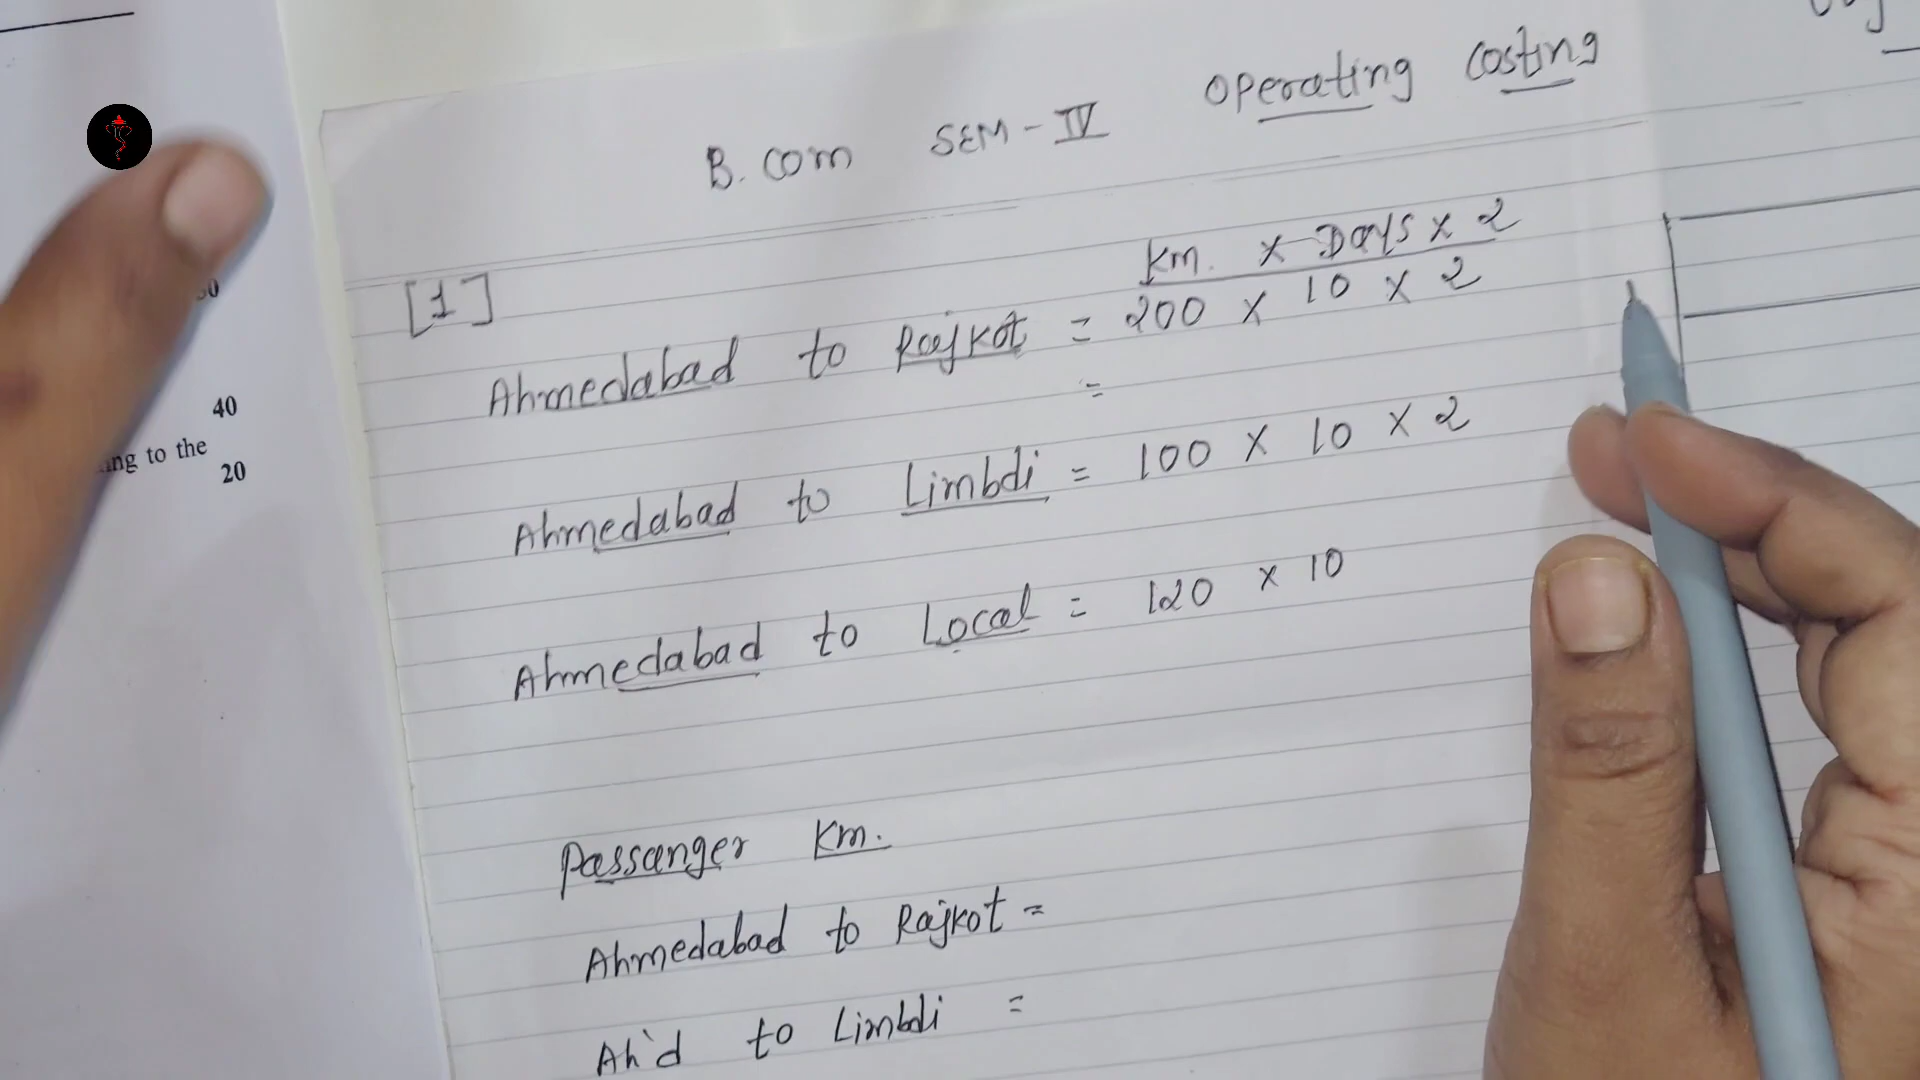 B. com SEM-IV Operating Costing
[1]
Km. x Days x 2
Ahmedabad to Rajkot = 200 x 10 x 2
=
Ahmedabad to Limbdi = 100 x 10 x 2
Ahmedabad to Local = 120 x 10
Passanger Km.
Ahmedabad to Rajkot =
Ah'd to Limbdi =
40
to the
20